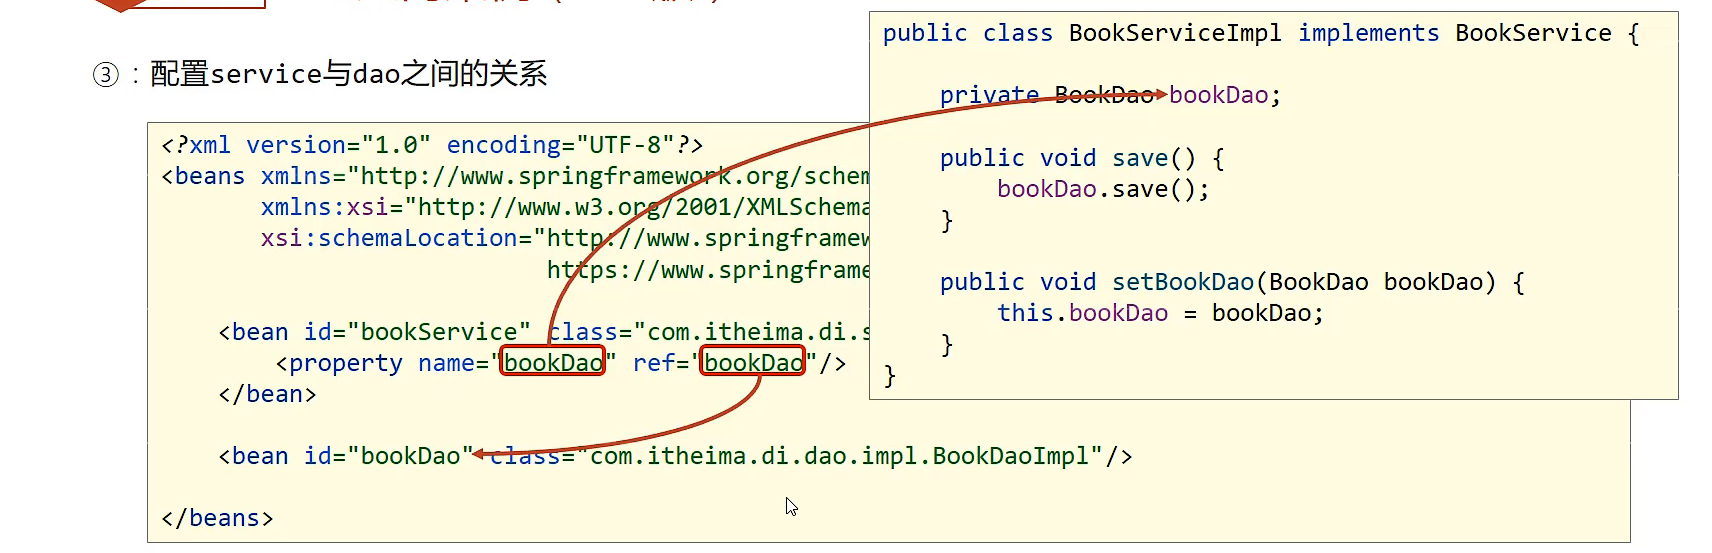 ③：配置service与dao之间的关系
<?xml version="1.0" encoding="UTF-8"?>
<beans xmlns="http://www.springframework.org/schem
xmlns:xsi="http://www.w3.org/2001/XMLSchema
xsi:schemaLocation="http://www.springframew
https://www.springframe
<bean id="bookService" class="com.itheima.di.s
<property name="bookDao" ref="bookDao"/>
</bean>
<bean id="bookDao" class="com.itheima.di.dao.impl.BookDaoImpl"/>
</beans>
public class BookServiceImpl implements BookService {
private BookDao bookDao;
public void save() {
bookDao.save();
}
public void setBookDao(BookDao bookDao) {
this.bookDao = bookDao;
}
}